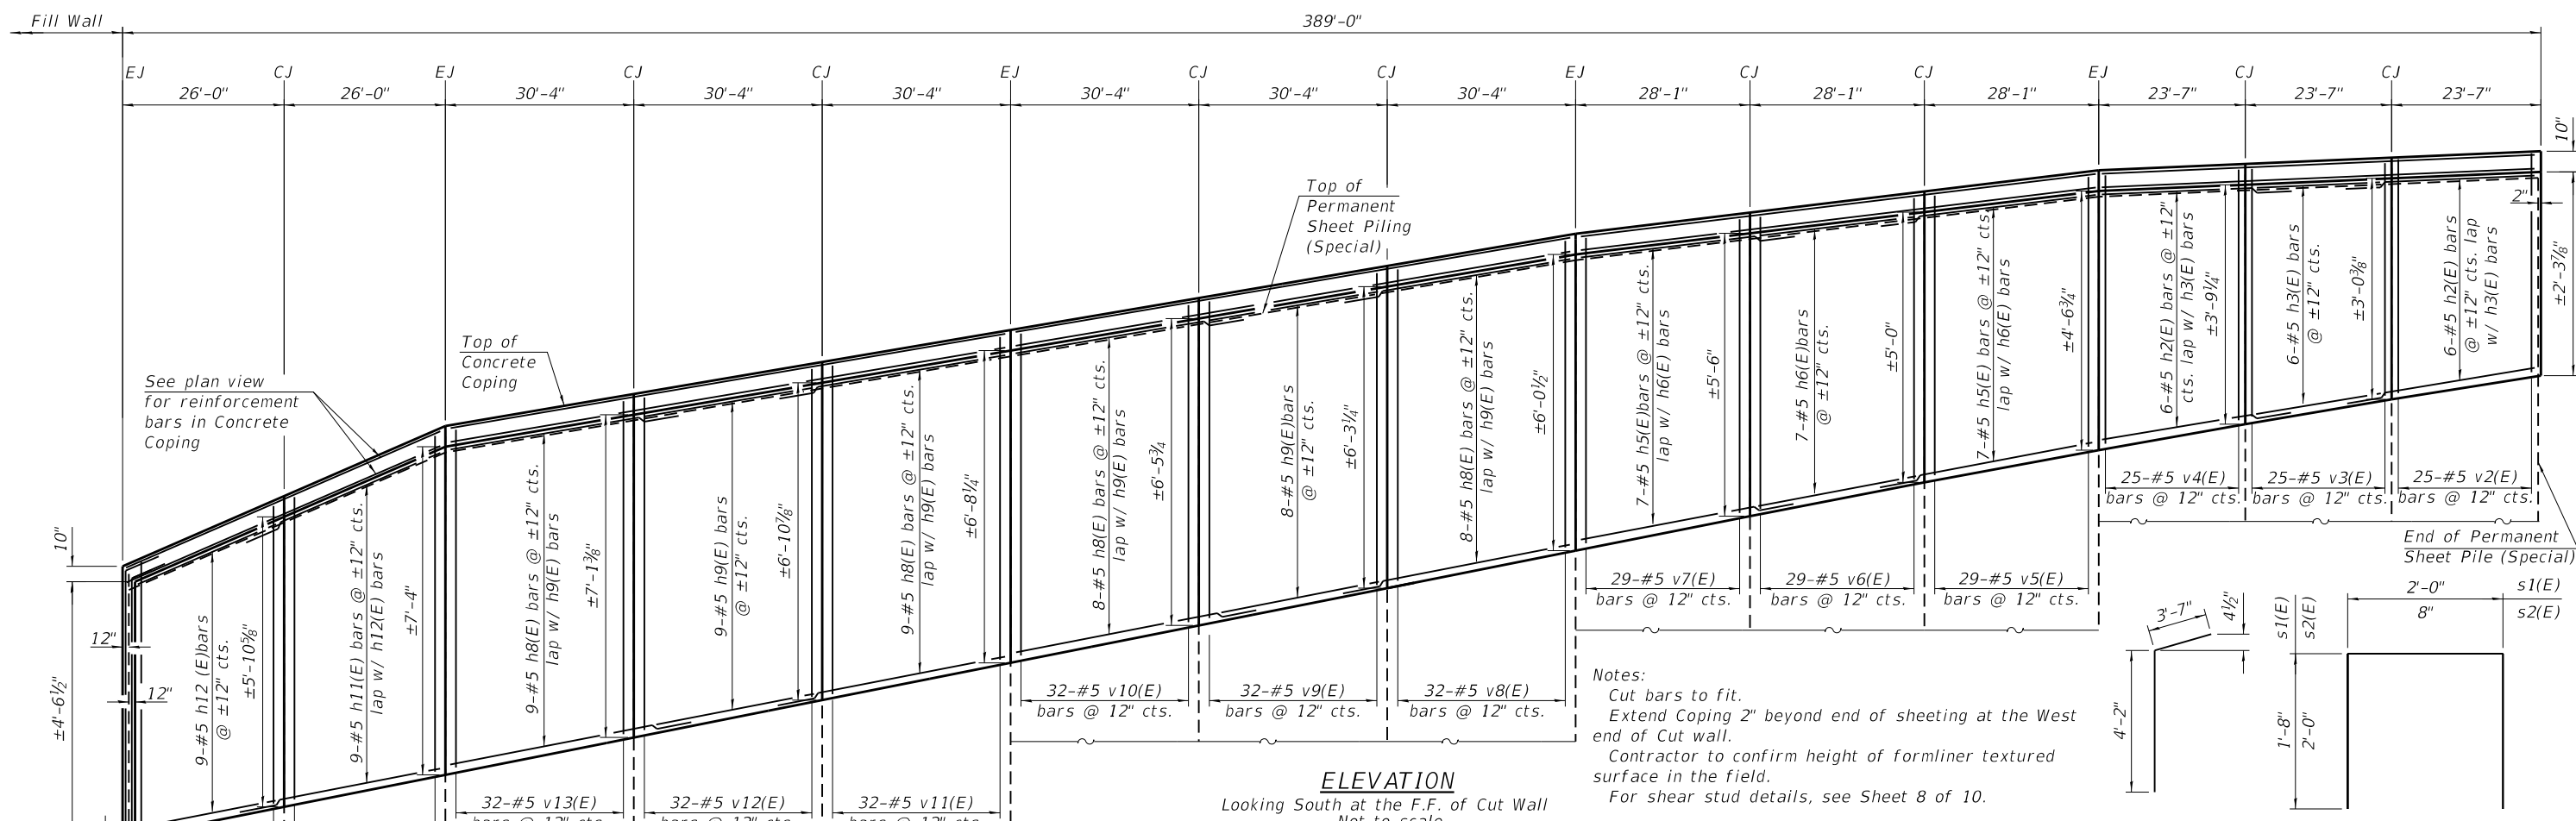 Fill Wall
389'-0"
EJ
CJ
EJ
CJ
CJ
EJ
CJ
CJ
EJ
CJ
CJ
EJ
CJ
CJ
26'-0"
26'-0"
30'-4"
30'-4"
30'-4"
30'-4"
30'-4"
30'-4"
28'-1"
28'-1"
28'-1"
23'-7"
23'-7"
23'-7"
10"
2"
±2'-3⅞"
Top of
Permanent
Sheet Piling
(Special)
Top of
Concrete
Coping
See plan view
for reinforcement
bars in Concrete
Coping
10"
12"
12"
±4'-6½"
9-#5 h12 (E)bars
@ ±12" cts.
±5'-10⅝"
9-#5 h11(E) bars @ ±12" cts.
lap w/ h12(E) bars
±7'-4"
9-#5 h8(E) bars @ ±12" cts.
lap w/ h9(E) bars
±7'-1⅜"
9-#5 h9(E) bars
@ ±12" cts.
±6'-10⅞"
9-#5 h8(E) bars @ ±12" cts.
lap w/ h9(E) bars
±6'-8¼"
8-#5 h8(E) bars @ ±12" cts.
lap w/ h9(E) bars
±6'-5¾
8-#5 h9(E)bars
@ ±12" cts.
±6'-3¼"
8-#5 h8(E) bars @ ±12" cts.
lap w/ h9(E) bars
±6'-0½"
7-#5 h5(E)bars @ ±12" cts.
lap w/ h6(E) bars
±5'-6"
7-#5 h6(E)bars
@ ±12" cts.
±5'-0"
7-#5 h5(E) bars @ ±12" cts.
lap w/ h6(E) bars
±4'-6¾"
6-#5 h2(E) bars @ ±12"
cts. lap w/ h3(E) bars
±3'-9¼"
6-#5 h3(E) bars
@ ±12" cts.
±3'-0⅜"
6-#5 h2(E) bars
@ ±12" cts. lap
w/ h3(E) bars
25-#5 v4(E)
bars @ 12" cts.
25-#5 v3(E)
bars @ 12" cts.
25-#5 v2(E)
bars @ 12" cts.
End of Permanent
Sheet Pile (Special)
29-#5 v7(E)
bars @ 12" cts.
29-#5 v6(E)
bars @ 12" cts.
29-#5 v5(E)
bars @ 12" cts.
32-#5 v10(E)
bars @ 12" cts.
32-#5 v9(E)
bars @ 12" cts.
32-#5 v8(E)
bars @ 12" cts.
32-#5 v13(E)
bars @ 12" cts.
32-#5 v12(E)
bars @ 12" cts.
32-#5 v11(E)
bars @ 12" cts.
Notes:
Cut bars to fit.
Extend Coping 2" beyond end of sheeting at the West
end of Cut wall.
Contractor to confirm height of formliner textured
surface in the field.
For shear stud details, see Sheet 8 of 10.
ELEVATION
Looking South at the F.F. of Cut Wall
Not to scale
3'-7"
4½"
4'-2"
s1(E)
s2(E)
2'-0"
8"
s1(E)
s2(E)
1'-8"
2'-0"